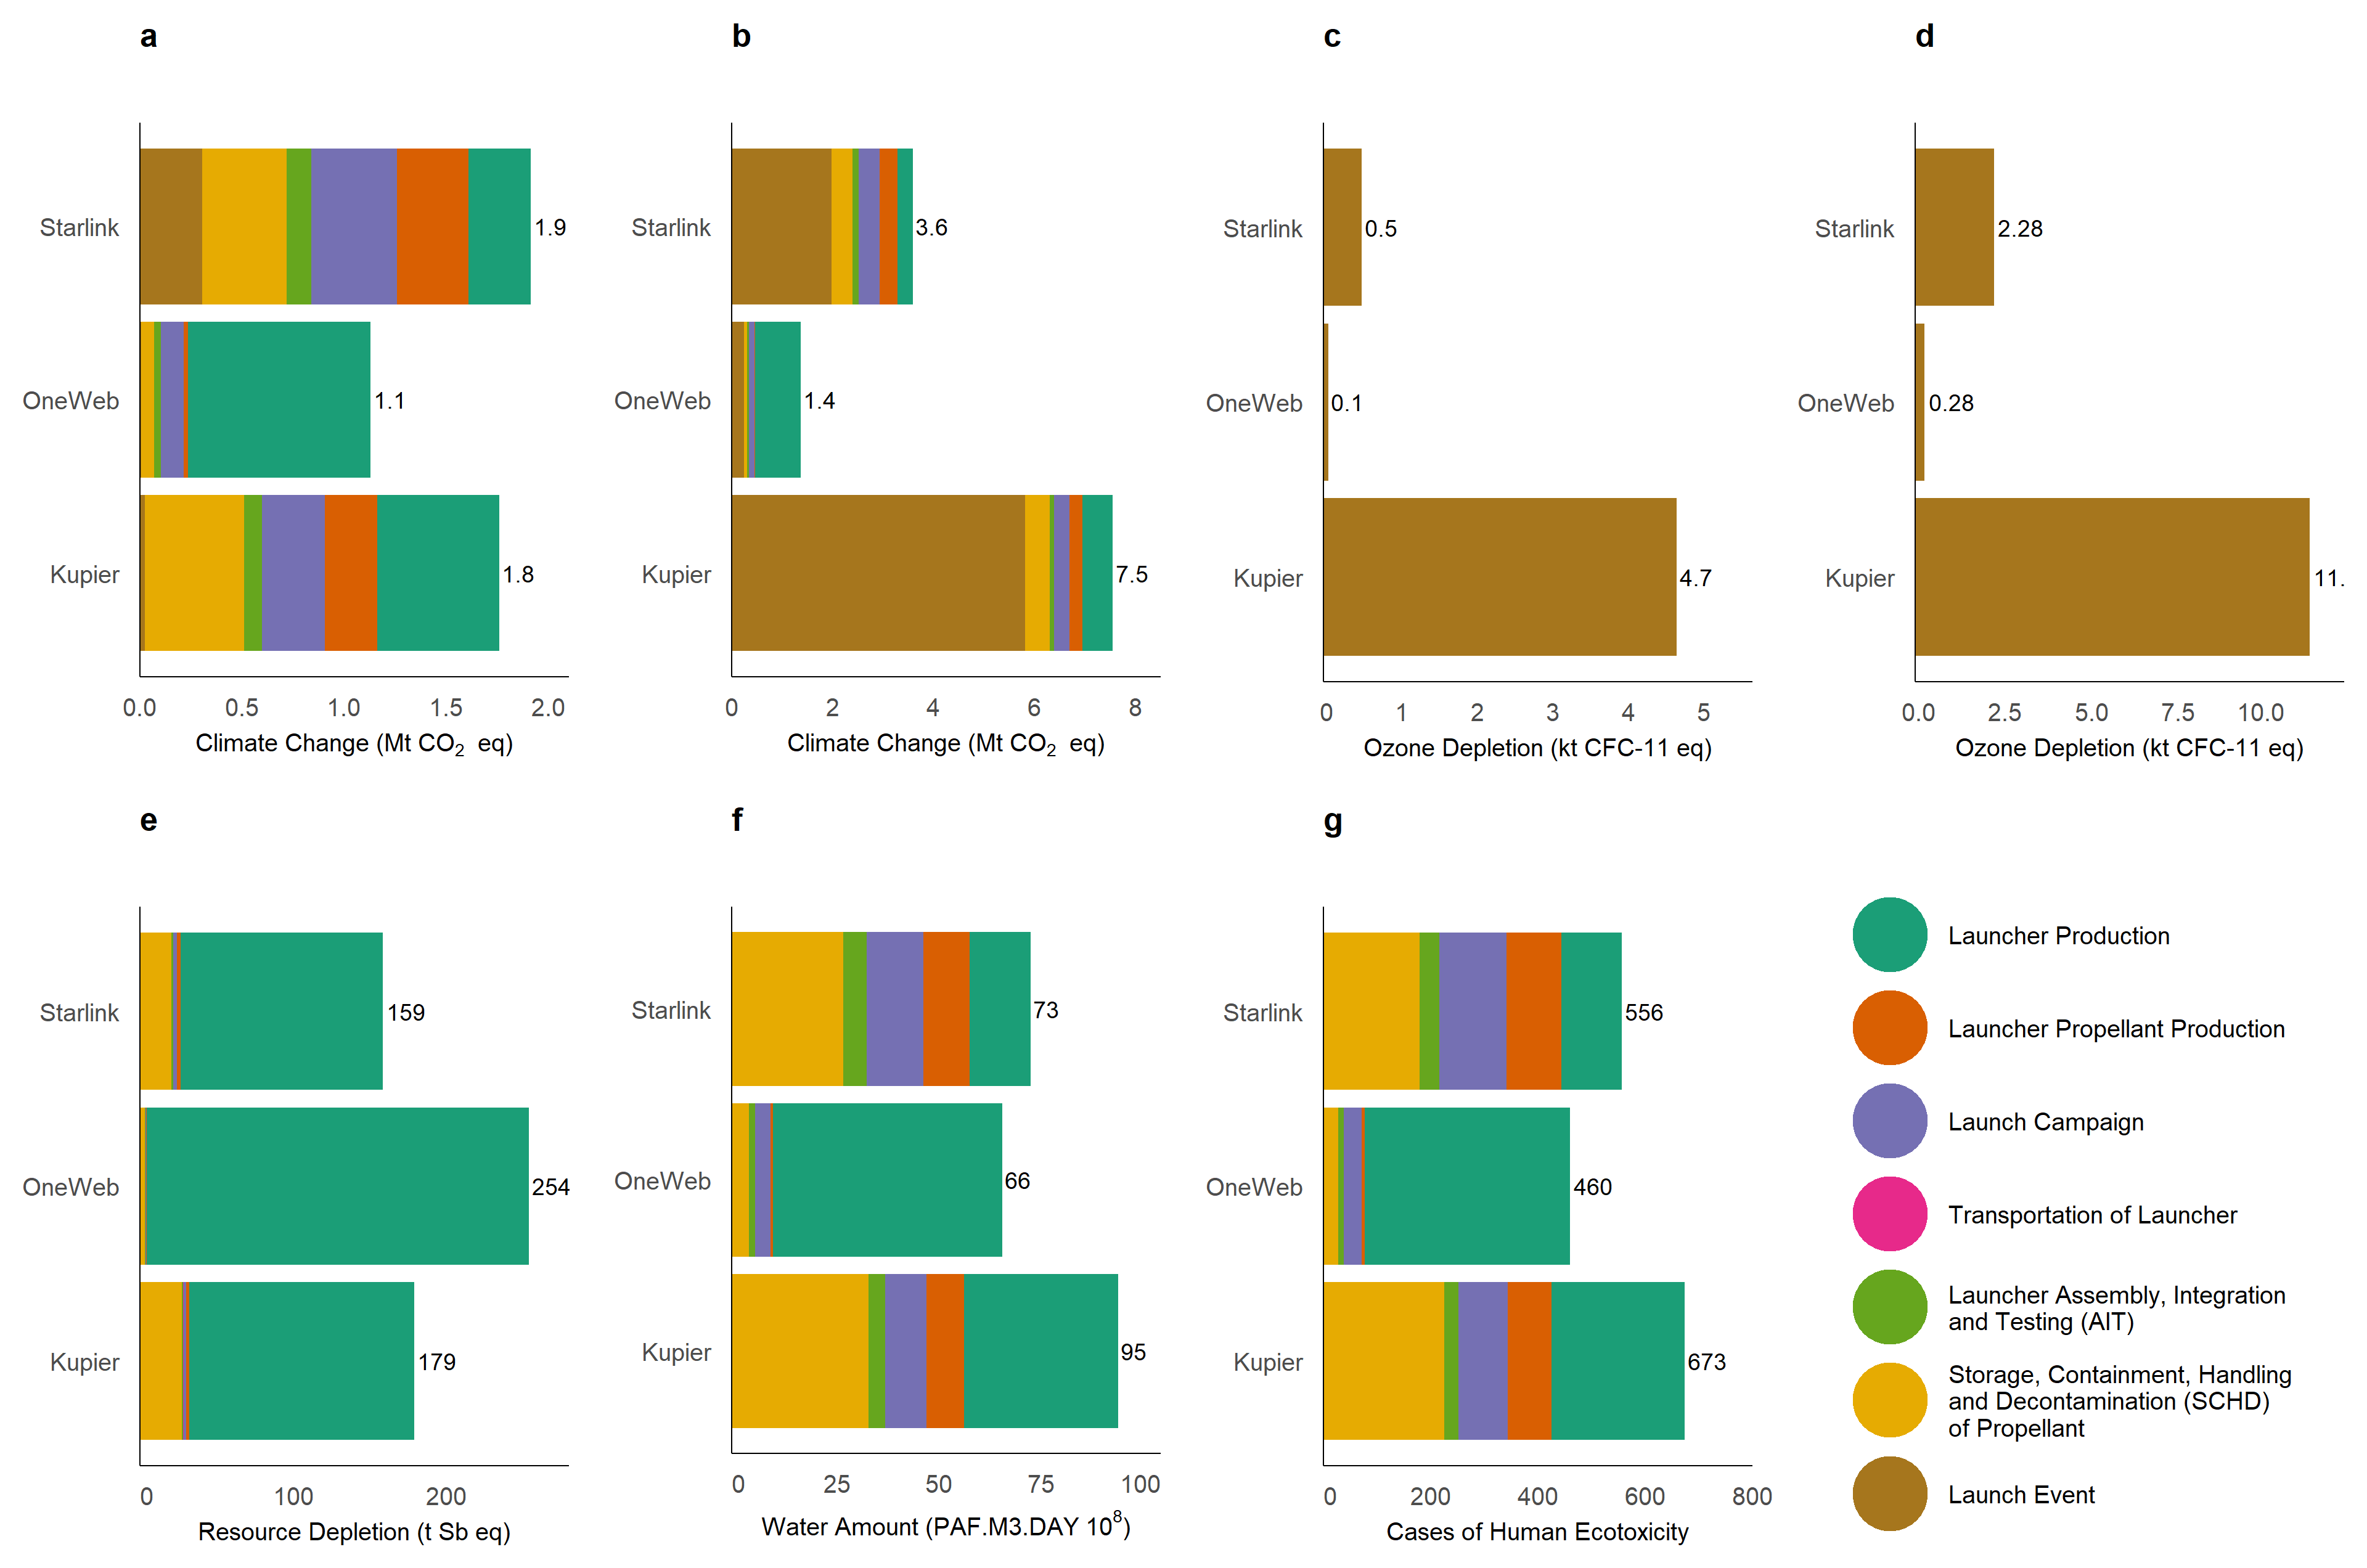 a
Starlink
1.9
OneWeb
1.1
Kupier
1.8
0.0 0.5 1.0 1.5 2.0
Climate Change (Mt CO₂ eq)
b
Starlink
3.6
OneWeb
1.4
Kupier
7.5
0 2 4 6 8
Climate Change (Mt CO₂ eq)
c
Starlink
0.5
OneWeb
0.1
Kupier
4.7
0 1 2 3 4 5
Ozone Depletion (kt CFC-11 eq)
d
Starlink
2.28
OneWeb
0.28
Kupier
11.
0.0 2.5 5.0 7.5 10.0
Ozone Depletion (kt CFC-11 eq)
e
Starlink
159
OneWeb
254
Kupier
179
0 100 200
Resource Depletion (t Sb eq)
f
Starlink
73
OneWeb
66
Kupier
95
0 25 50 75 100
Water Amount (PAF.M3.DAY 10⁸)
g
Starlink
556
OneWeb
460
Kupier
673
0 200 400 600 800
Cases of Human Ecotoxicity
Launcher Production
Launcher Propellant Production
Launch Campaign
Transportation of Launcher
Launcher Assembly, Integration
and Testing (AIT)
Storage, Containment, Handling
and Decontamination (SCHD)
of Propellant
Launch Event